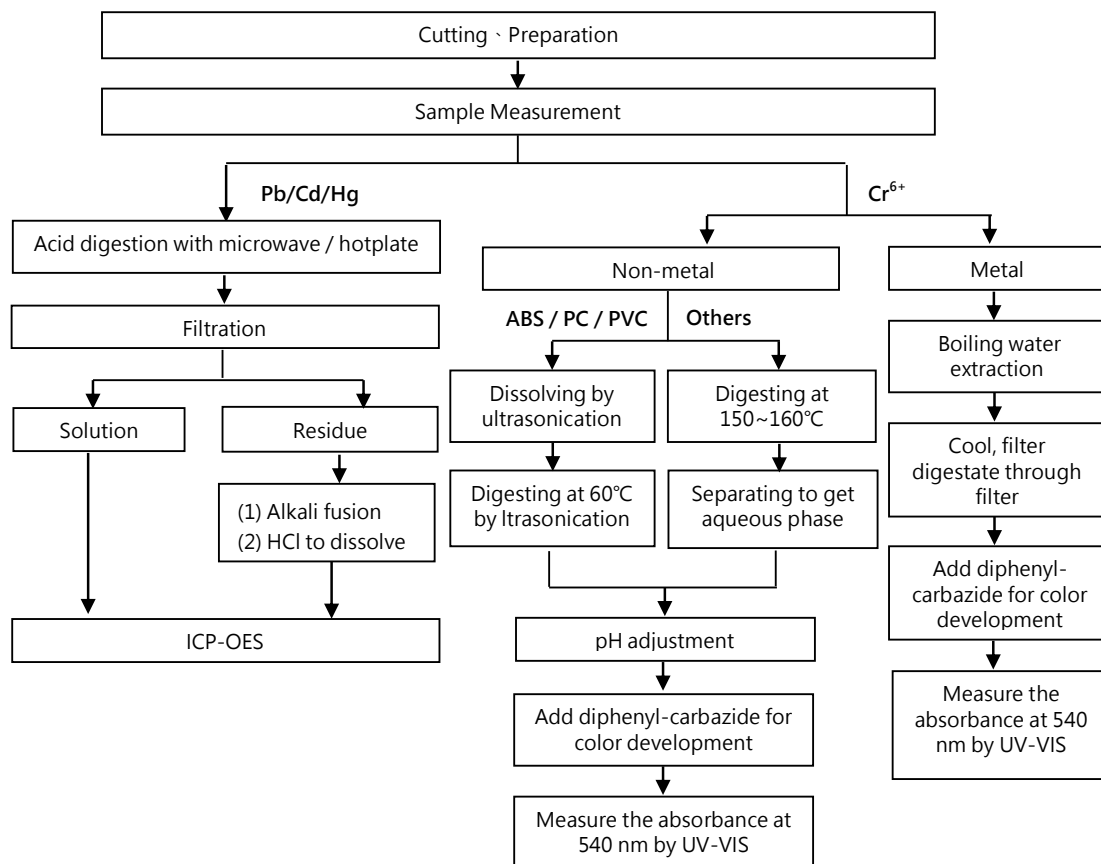 Cutting、Preparation
Sample Measurement
Pb/Cd/Hg
Cr6+
Acid digestion with microwave / hotplate
Non-metal
Metal
Filtration
ABS / PC / PVC
Others
Boiling water
extraction
Dissolving by
ultrasonication
Digesting at
150~160℃
Solution
Residue
Cool, filter
digestate through
filter
Digesting at 60℃
by ltrasonication
Separating to get
aqueous phase
(1) Alkali fusion
(2) HCl to dissolve
Add diphenyl-
carbazide for color
development
ICP-OES
pH adjustment
Measure the
absorbance at 540
nm by UV-VIS
Add diphenyl-carbazide for
color development
Measure the absorbance at
540 nm by UV-VIS